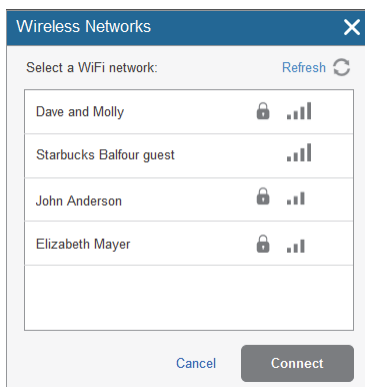 Wireless Networks
Select a WiFi network: Refresh
Dave and Molly
Starbucks Balfour guest
John Anderson
Elizabeth Mayer
Cancel Connect